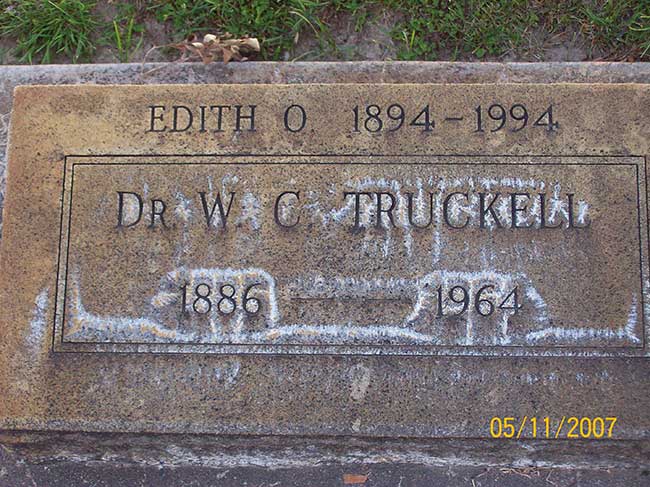 EDITH O. 1894 - 1994
DR. W. C. TRUCKELL
1886 — 1964
05/11/2007